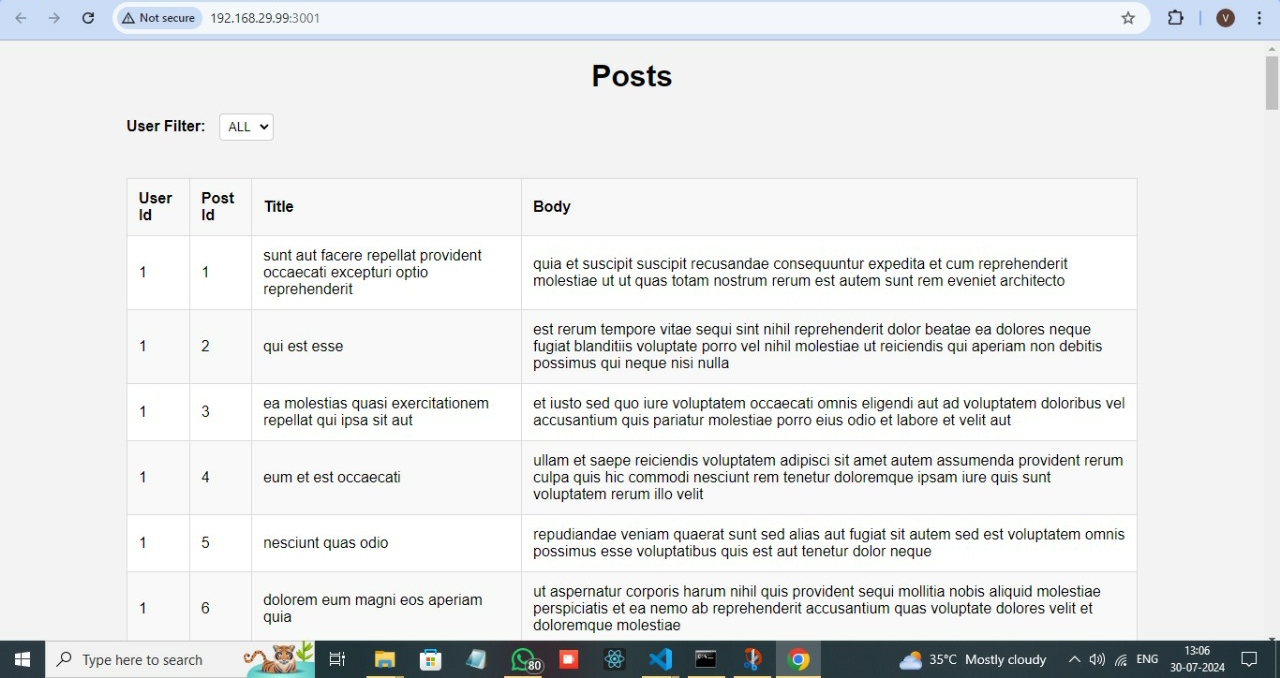 Not secure 192.168.29.99:3001 V
Posts
User Filter: ALL
User Id Post Id Title Body
1 1 sunt aut facere repellat provident occaecati excepturi optio reprehenderit
quia et suscipit suscipit recusandae consequuntur expedita et cum reprehenderit
molestiae ut ut quas totam nostrum rerum est autem sunt rem eveniet architecto
1 2 qui est esse
est rerum tempore vitae sequi sint nihil reprehenderit dolor beatae ea dolores neque
fugiat blanditiis voluptate porro vel nihil molestiae ut reiciendis qui aperiam non debitis
possimus qui neque nisi nulla
1 3 ea molestias quasi exercitationem repellat qui ipsa sit aut
et iusto sed quo iure voluptatem occaecati omnis eligendi aut ad voluptatem doloribus vel
accusantium quis pariatur molestiae porro eius odio et labore et velit aut
1 4 eum et est occaecati
ullam et saepe reiciendis voluptatem adipisci sit amet autem assumenda provident rerum
culpa quis hic commodi nesciunt rem tenetur doloremque ipsam iure quis sunt
voluptatem rerum illo velit
1 5 nesciunt quas odio
repudiandae veniam quaerat sunt sed alias aut fugiat sit autem sed est voluptatem omnis
possimus esse voluptatibus quis est aut tenetur dolor neque
1 6 dolorem eum magni eos aperiam quia
ut aspernatur corporis harum nihil quis provident sequi mollitia nobis aliquid molestiae
perspiciatis et ea nemo ab reprehenderit accusantium quas voluptate dolores velit et
doloremque molestiae
Type here to search 80 35°C Mostly cloudy ENG 13:06
30-07-2024